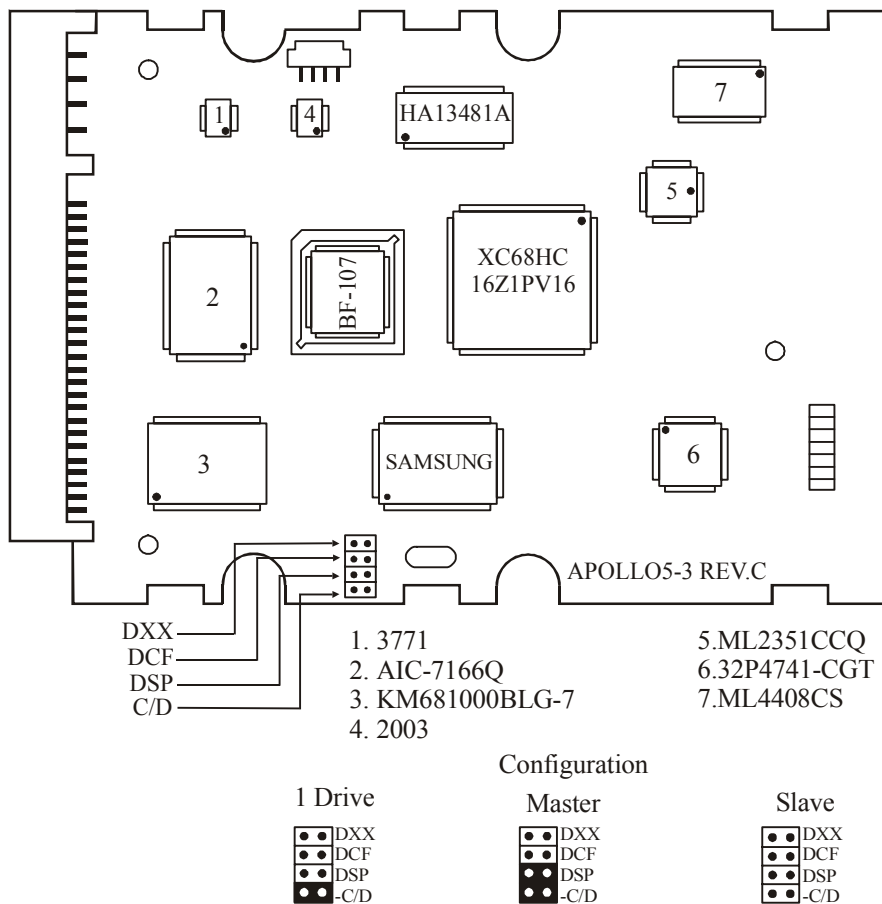 7
HA13481A
1
4
5
XC68HC
16Z1PV16
2
BF-107
3
SAMSUNG
6
APOLLO5-3 REV.C
DXX
DCF
DSP
C/D
1. 3771
2. AIC-7166Q
3. KM681000BLG-7
4. 2003
5.ML2351CCQ
6.32P4741-CGT
7.ML4408CS
Configuration
1 Drive
DXX
DCF
DSP
-C/D
Master
DXX
DCF
DSP
-C/D
Slave
DXX
DCF
DSP
-C/D